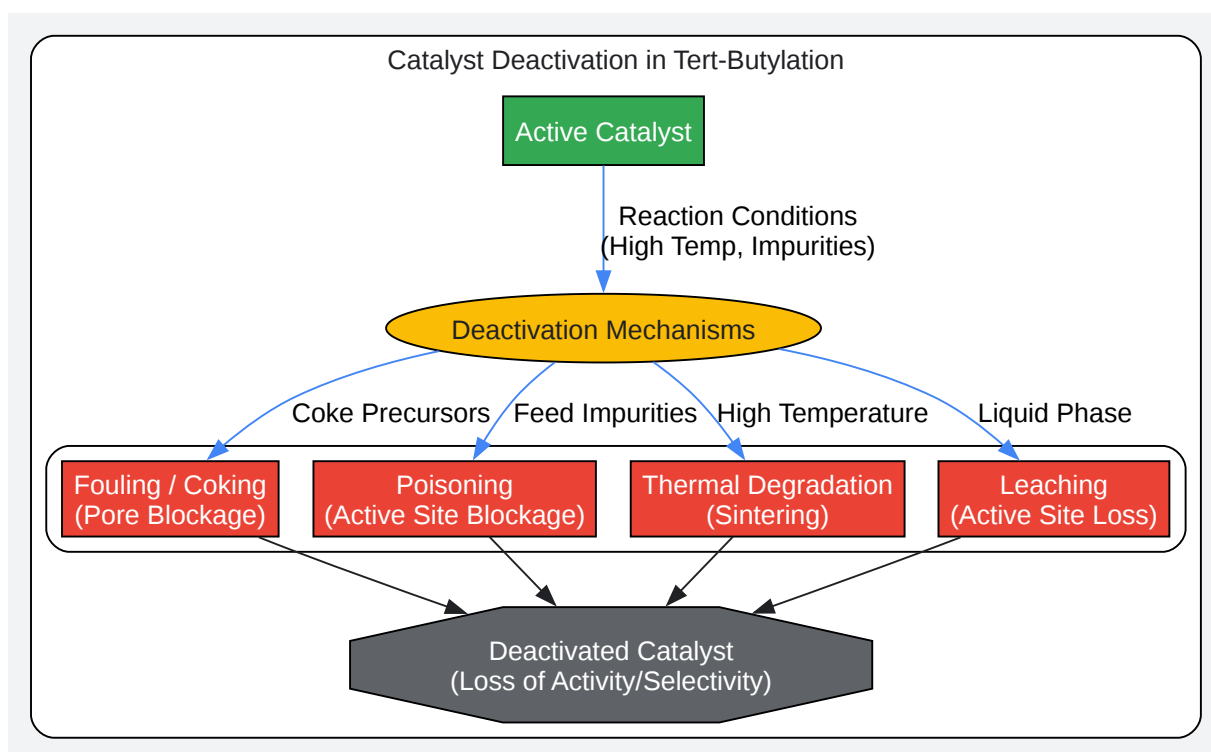 Catalyst Deactivation in Tert-Butylation
Active Catalyst
Reaction Conditions
(High Temp, Impurities)
Deactivation Mechanisms
Coke Precursors
Feed Impurities
High Temperature
Liquid Phase
Fouling / Coking
(Pore Blockage)
Poisoning
(Active Site Blockage)
Thermal Degradation
(Sintering)
Leaching
(Active Site Loss)
Deactivated Catalyst
(Loss of Activity/Selectivity)